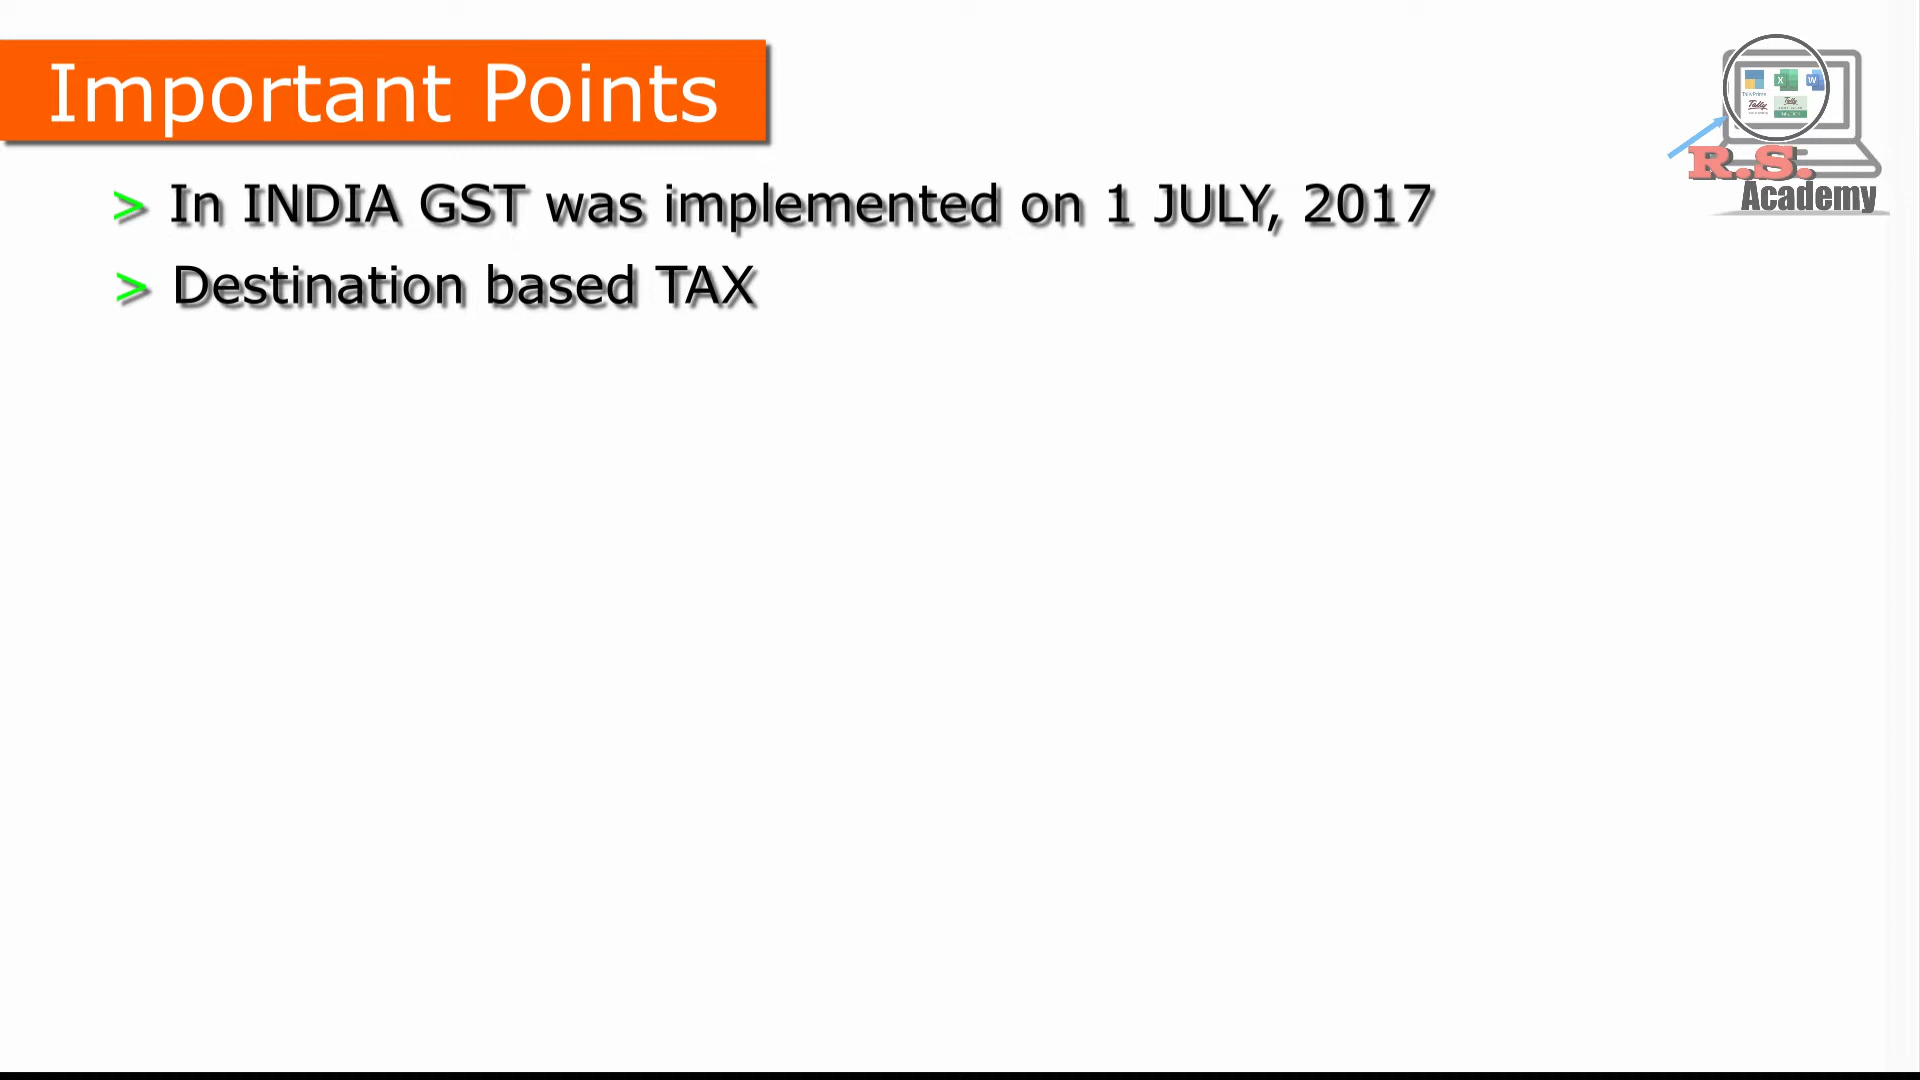 Important Points
> In INDIA GST was implemented on 1 JULY, 2017
> Destination based TAX
R.S.
Academy